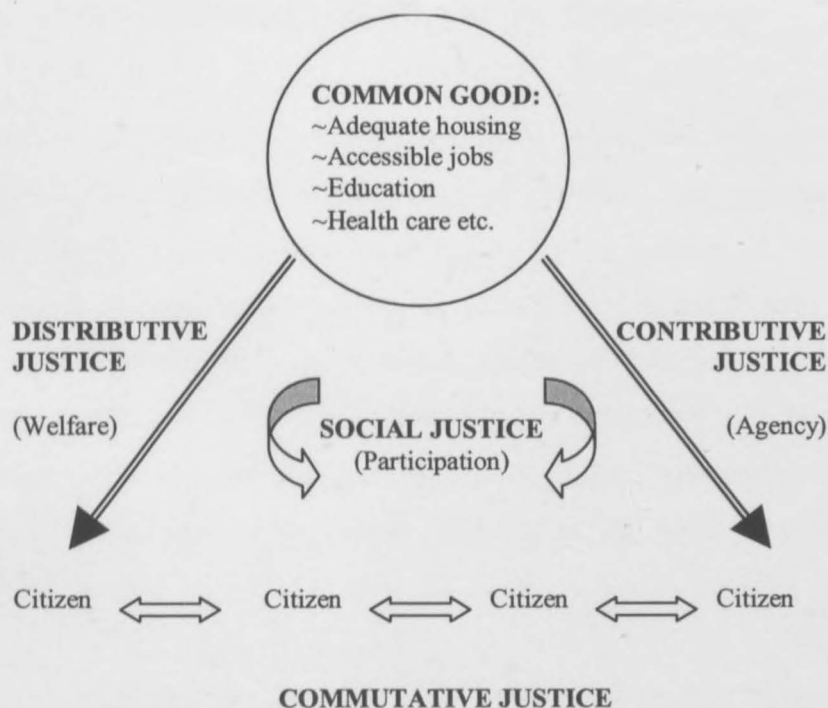 COMMON GOOD:
~Adequate housing
~Accessible jobs
~Education
~Health care etc.
DISTRIBUTIVE
JUSTICE
(Welfare)
CONTRIBUTIVE
JUSTICE
(Agency)
SOCIAL JUSTICE
(Participation)
Citizen Citizen Citizen Citizen
COMMUTATIVE JUSTICE